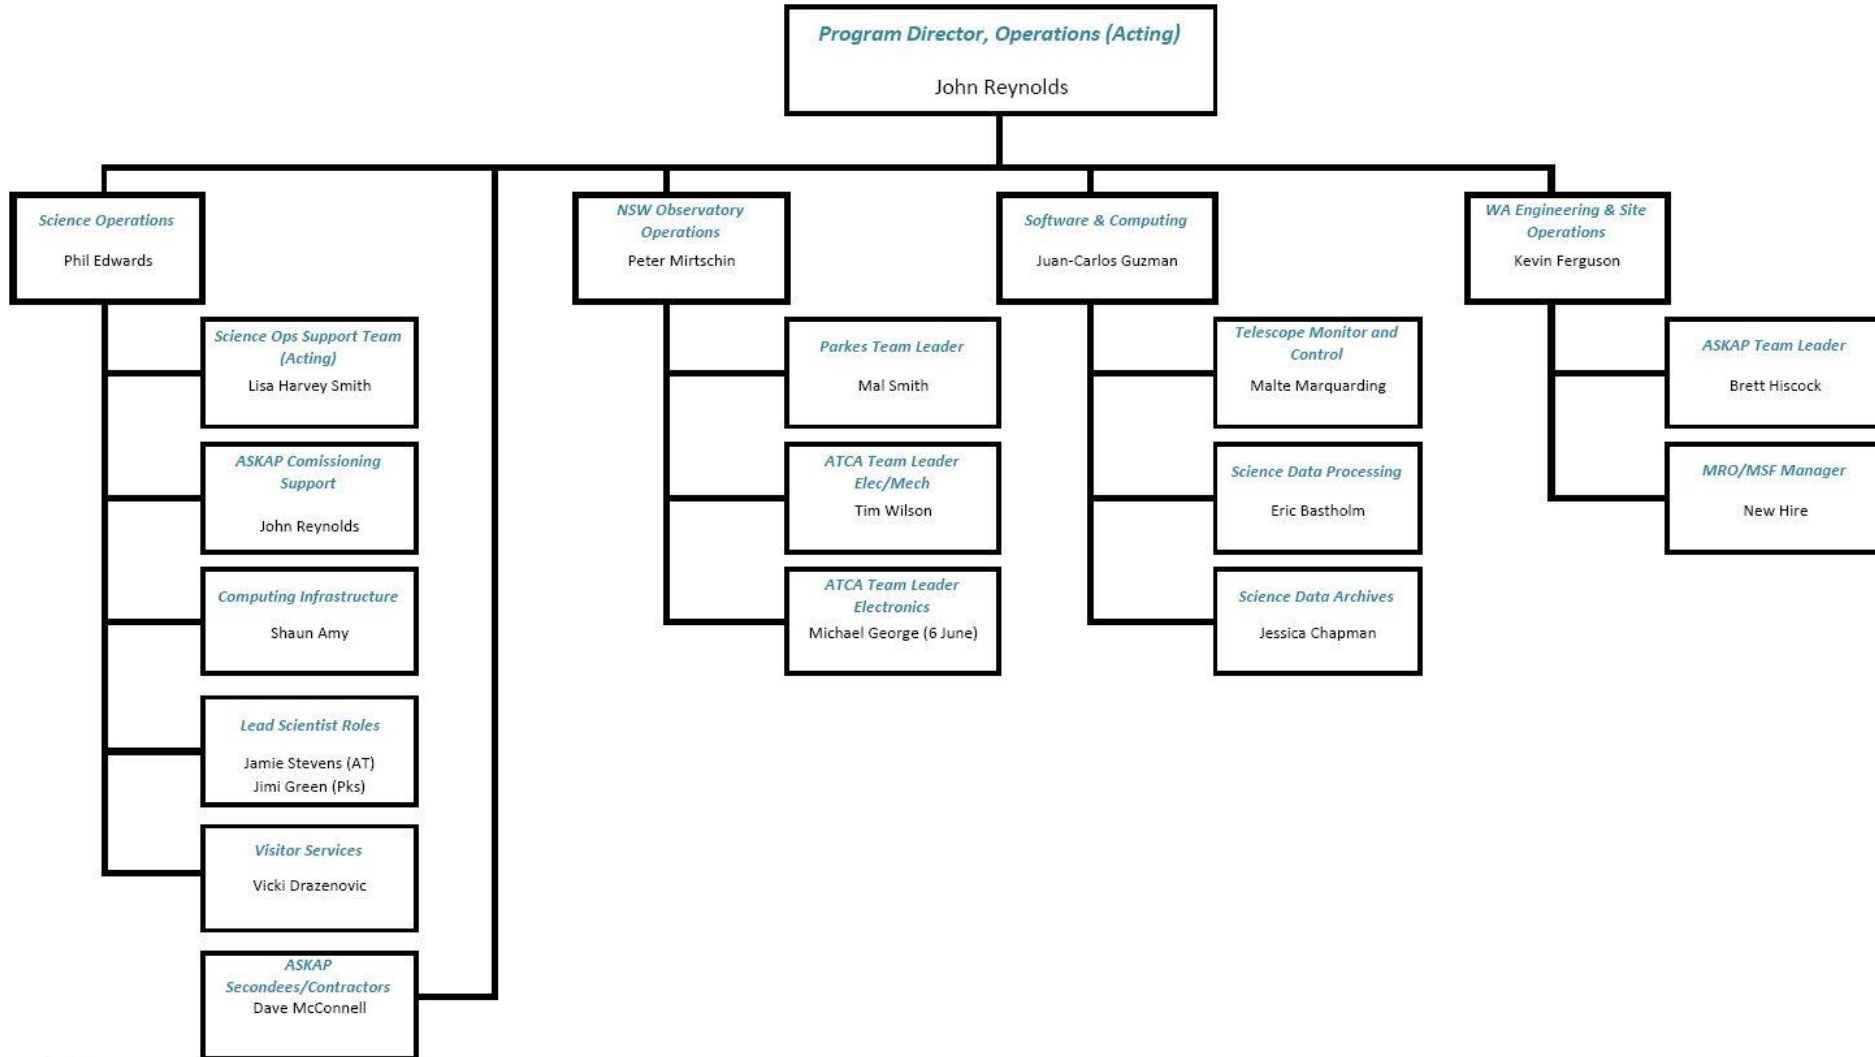 Program Director, Operations (Acting)
John Reynolds
Science Operations
Phil Edwards
Science Ops Support Team
(Acting)
Lisa Harvey Smith
ASKAP Comissioning
Support
John Reynolds
Computing Infrastructure
Shaun Amy
Lead Scientist Roles
Jamie Stevens (AT)
Jimi Green (Pks)
Visitor Services
Vicki Drazenovic
ASKAP
Secondees/Contractors
Dave McConnell
NSW Observatory
Operations
Peter Mirtschin
Parkes Team Leader
Mal Smith
ATCA Team Leader
Elec/Mech
Tim Wilson
ATCA Team Leader
Electronics
Michael George (6 June)
Software & Computing
Juan-Carlos Guzman
Telescope Monitor and
Control
Malte Marquarding
Science Data Processing
Eric Bastholm
Science Data Archives
Jessica Chapman
WA Engineering & Site
Operations
Kevin Ferguson
ASKAP Team Leader
Brett Hiscock
MRO/MSF Manager
New Hire